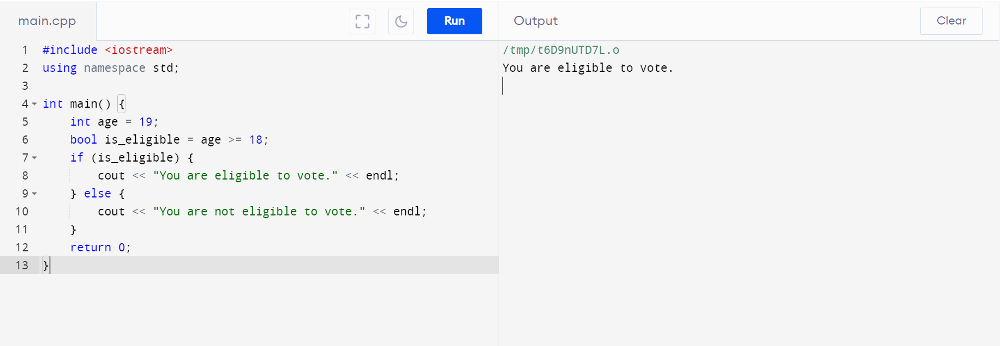 main.cpp
Run
Output
Clear
1 #include <iostream>
2 using namespace std;
3
4 int main() {
5     int age = 19;
6     bool is_eligible = age >= 18;
7     if (is_eligible) {
8         cout << "You are eligible to vote." << endl;
9     } else {
10         cout << "You are not eligible to vote." << endl;
11     }
12     return 0;
13 }
/tmp/t6D9nUTD7L.o
You are eligible to vote.